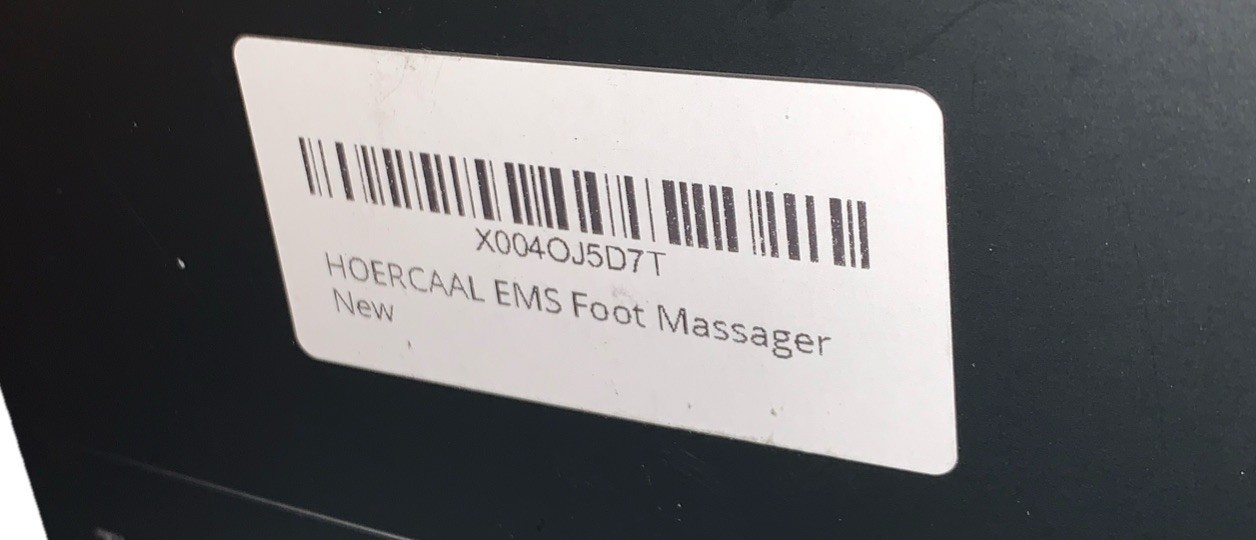 X004OJ5D7T
HOERCAAL EMS Foot Massager
New